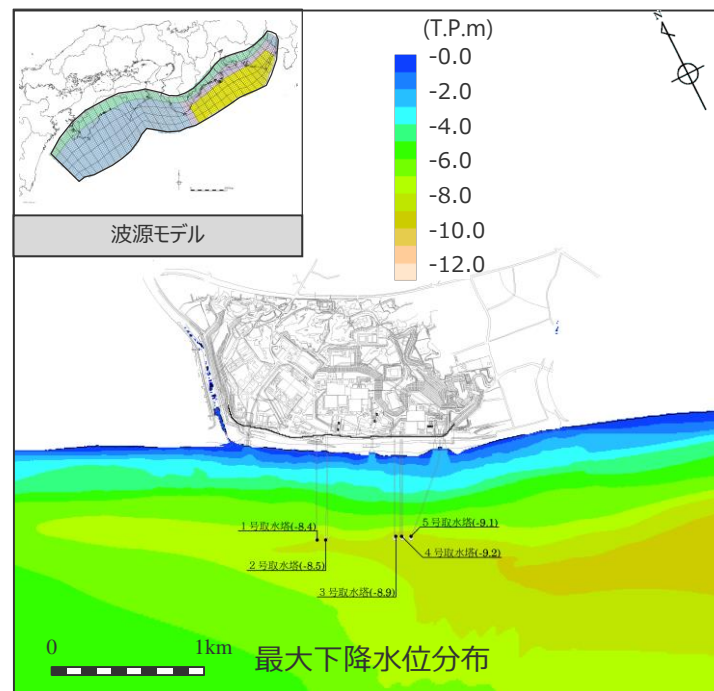 波源モデル
(T.P.m)
-0.0
-2.0
-4.0
-6.0
-8.0
-10.0
-12.0
N
1号取水塔(-8.4)
2号取水塔(-8.5)
3号取水塔(-8.9)
4号取水塔(-9.2)
5号取水塔(-9.1)
0 1km
最大下降水位分布